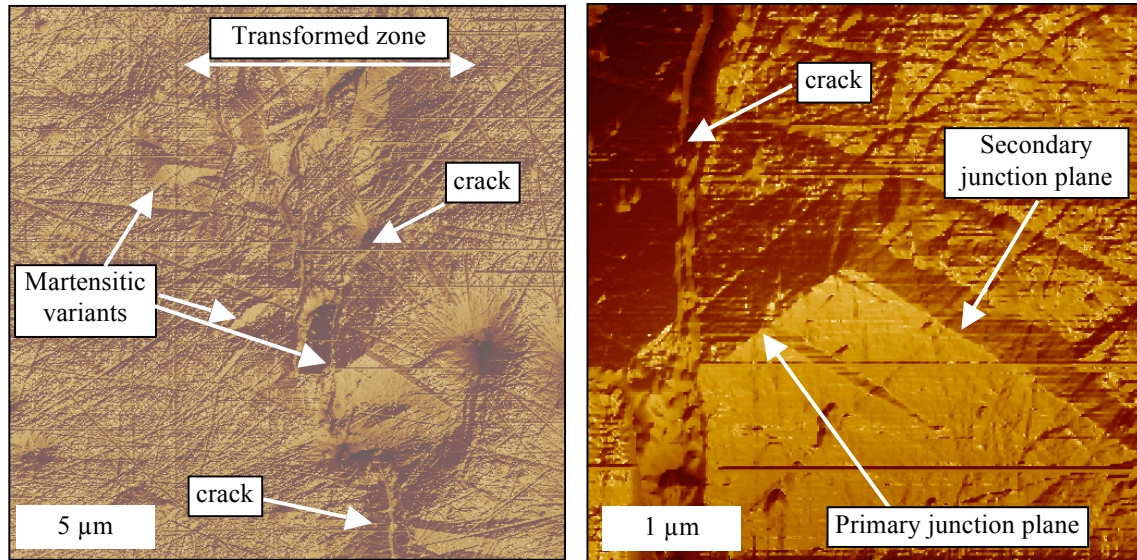 Transformed zone
crack
Martensitic
variants
crack
5 µm
crack
Secondary
junction plane
Primary junction plane
1 µm